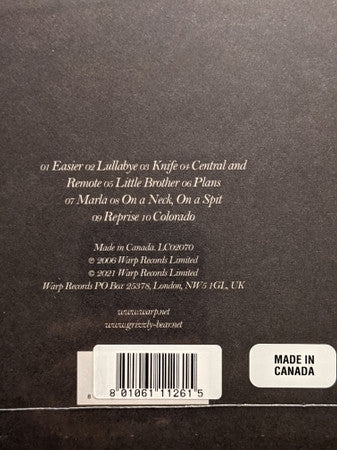 01 Easier 02 Lullabye 03 Knife 04 Central and
Remote 05 Little Brother 06 Plans
07 Marla 08 On a Neck, On a Spit
09 Reprise 10 Colorado
Made in Canada. LC02070
℗ 2006 Warp Records Limited
© 2021 Warp Records Limited
Warp Records PO Box 25378, London, NW5 1GL, UK
www.warp.net
www.grizzly-bear.net
MADE IN
CANADA
8 01061 11261 5